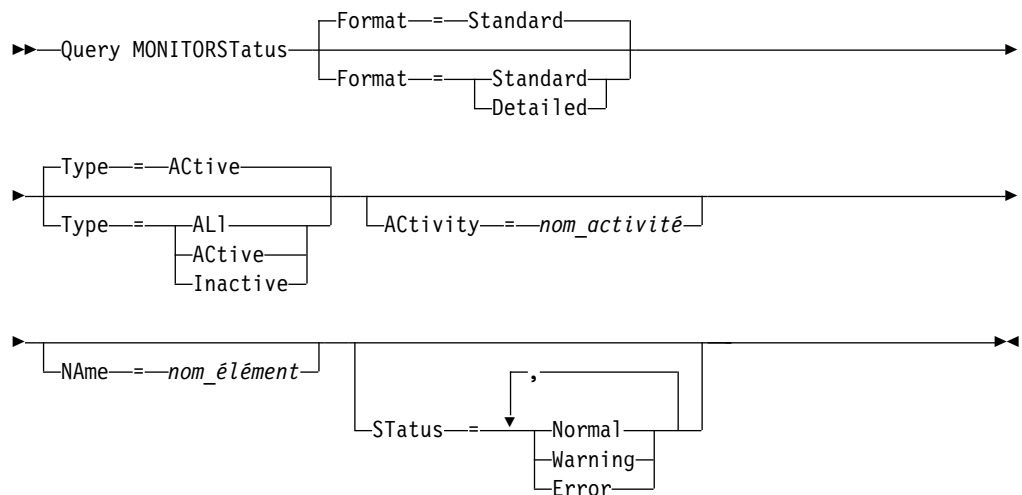 Format = Standard
Query MONITORSTatus
Format = Standard
Detailed
Type = ACtive
Type = ALl
ACtive
Inactive
ACtivity = nom_activité
NAme = nom_élément
,
STatus = Normal
Warning
Error